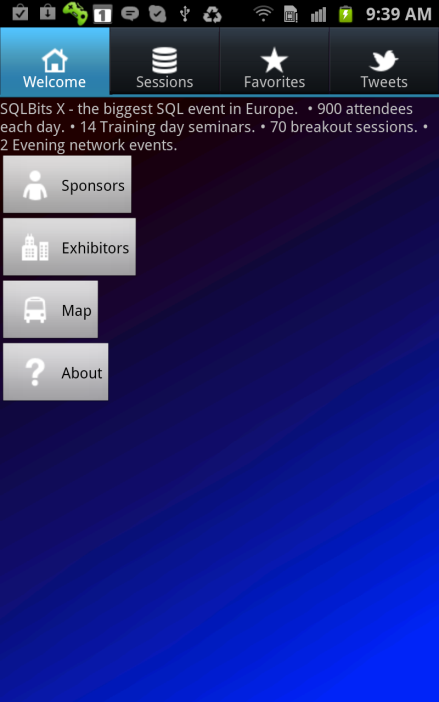 1
9:39 AM
Welcome
Sessions
Favorites
Tweets
SQLBits X - the biggest SQL event in Europe.  • 900 attendees
each day. • 14 Training day seminars. • 70 breakout sessions. •
2 Evening network events.
Sponsors
Exhibitors
Map
? About